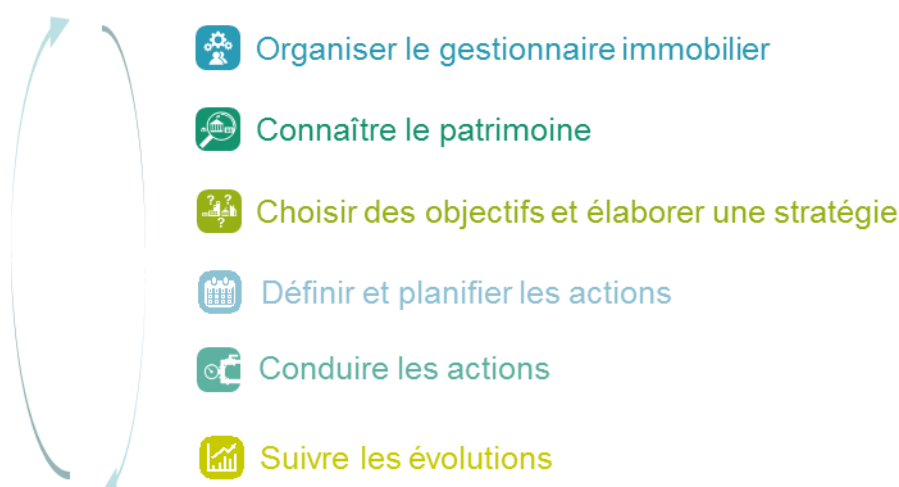 Organiser le gestionnaire immobilier
Connaître le patrimoine
Choisir des objectifs et élaborer une stratégie
Définir et planifier les actions
Conduire les actions
Suivre les évolutions